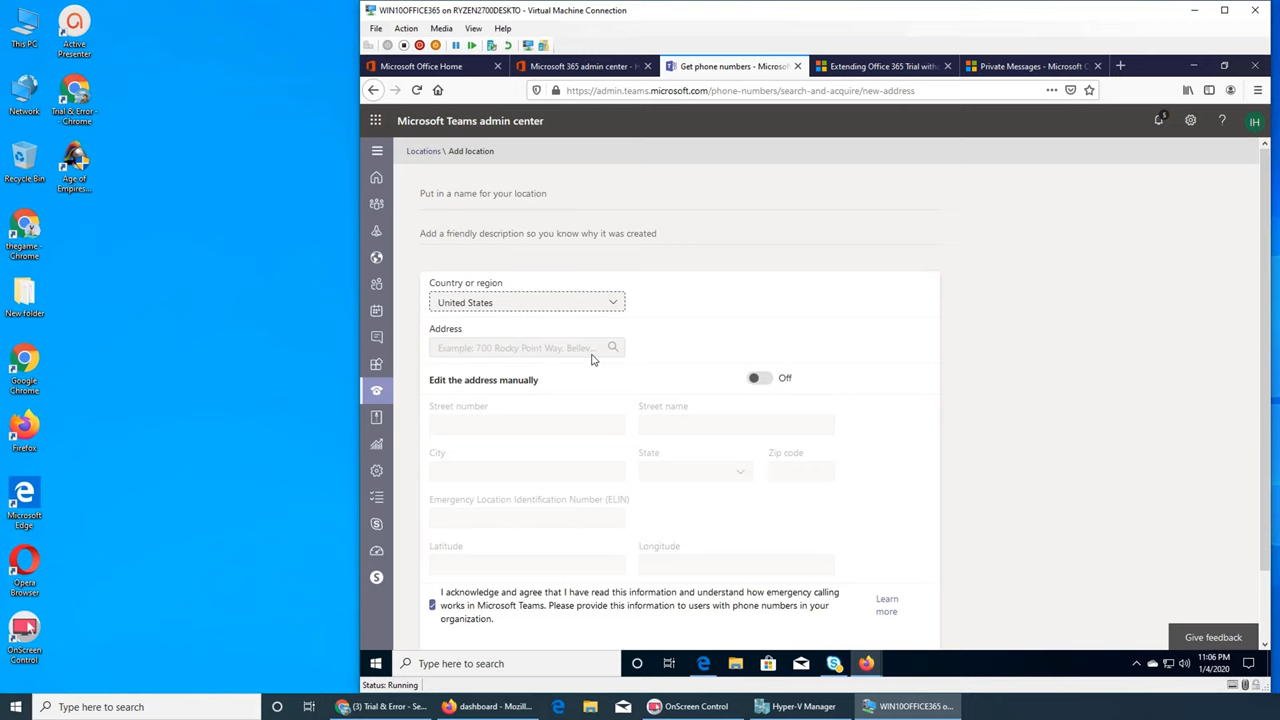 This PC
Active
Presenter
Network
Trial & Error -
Chrome
Recycle Bin
Age of
Empires...
thegame -
Chrome
New folder
Google
Chrome
Firefox
Microsoft
Edge
Opera
Browser
OnScreen
Control
WIN10OFFICE365 on RYZEN2700DESKTO - Virtual Machine Connection
File Action Media View Help
Microsoft Office Home
Microsoft 365 admin center - H
Get phone numbers - Microsof
Extending Office 365 Trial with
Private Messages - Microsoft C
https://admin.teams.microsoft.com/phone-numbers/search-and-acquire/new-address
Microsoft Teams admin center
5
?
IH
Locations \ Add location
Put in a name for your location
Add a friendly description so you know why it was created
Country or region
United States
Address
Example: 700 Rocky Point Way, Bellev...
Edit the address manually
Off
Street number Street name
City State Zip code
Emergency Location Identification Number (ELIN)
Latitude Longitude
I acknowledge and agree that I have read this information and understand how emergency calling
works in Microsoft Teams. Please provide this information to users with phone numbers in your
organization.
Learn
more
Give feedback
Type here to search
11:06 PM
1/4/2020
Status: Running
Type here to search
(3) Trial & Error - Se...
dashboard - Mozill...
OnScreen Control
Hyper-V Manager
WIN10OFFICE365 o...